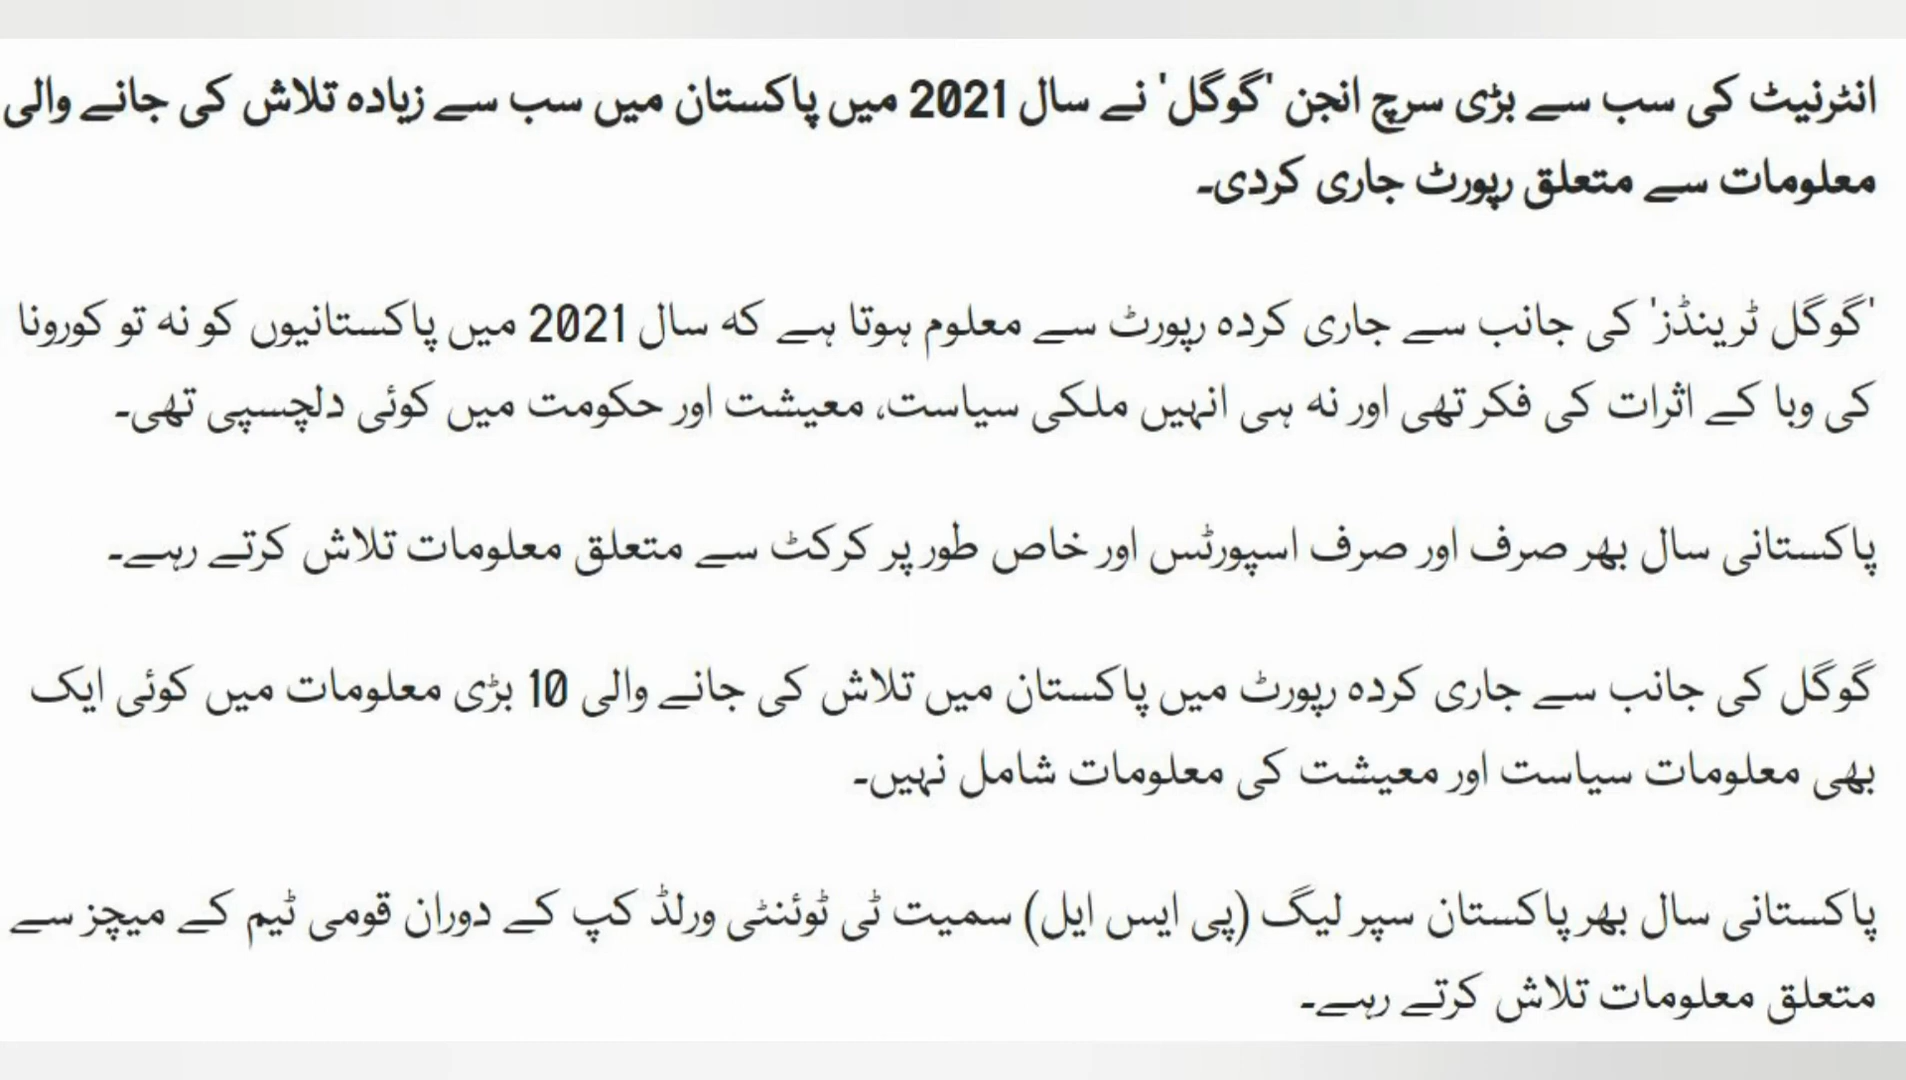 انٹرنیٹ کی سب سے بڑی سرچ انجن 'گوگل' نے سال 2021 میں پاکستان میں سب سے زیادہ تلاش کی جانے والی
معلومات سے متعلق رپورٹ جاری کردی۔
'گوگل ٹرینڈز' کی جانب سے جاری کردہ رپورٹ سے معلوم ہوتا ہے کہ سال 2021 میں پاکستانیوں کو نہ تو کورونا
کی وبا کے اثرات کی فکر تھی اور نہ ہی انہیں ملکی سیاست، معیشت اور حکومت میں کوئی دلچسپی تھی۔
پاکستانی سال بھر صرف اور صرف اسپورٹس اور خاص طور پر کرکٹ سے متعلق معلومات تلاش کرتے رہے۔
گوگل کی جانب سے جاری کردہ رپورٹ میں پاکستان میں تلاش کی جانے والی 10 بڑی معلومات میں کوئی ایک
بھی معلومات سیاست اور معیشت کی معلومات شامل نہیں۔
پاکستانی سال بھر پاکستان سپر لیگ (پی ایس ایل) سمیت ٹی ٹوئنٹی ورلڈ کپ کے دوران قومی ٹیم کے میچز سے
متعلق معلومات تلاش کرتے رہے۔